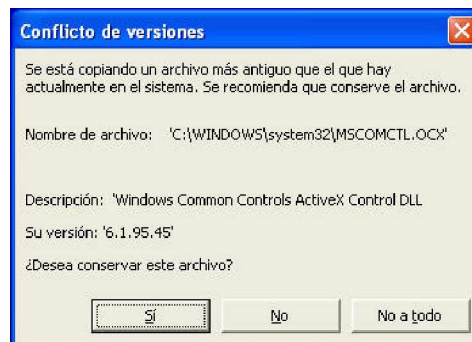 Conflicto de versiones
Se está copiando un archivo más antiguo que el que hay
actualmente en el sistema. Se recomienda que conserve el archivo.
Nombre de archivo: 'C:\WINDOWS\system32\MSCOMCTL.OCX'
Descripción: 'Windows Common Controls ActiveX Control DLL
Su versión: '6.1.95.45'
¿Desea conservar este archivo?
Sí No No a todo